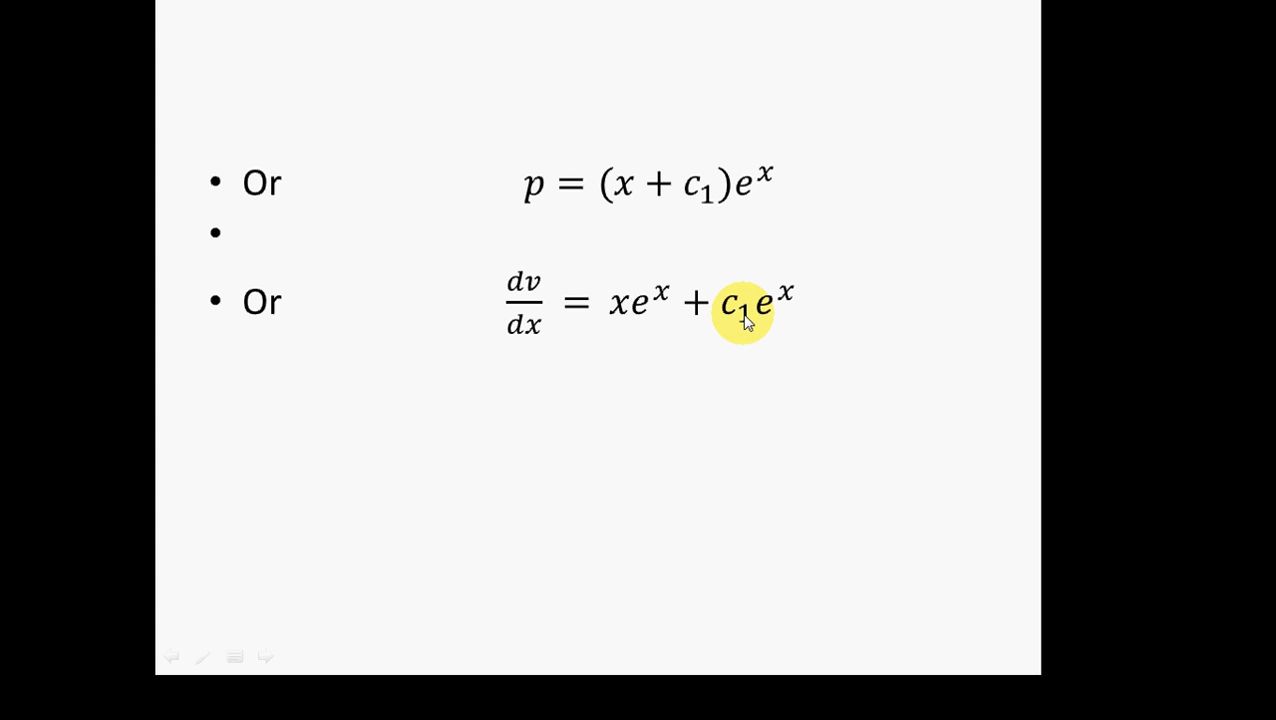 • Or p = (x + c₁)eˣ
•
• Or dv/dx = xeˣ + c₁eˣ